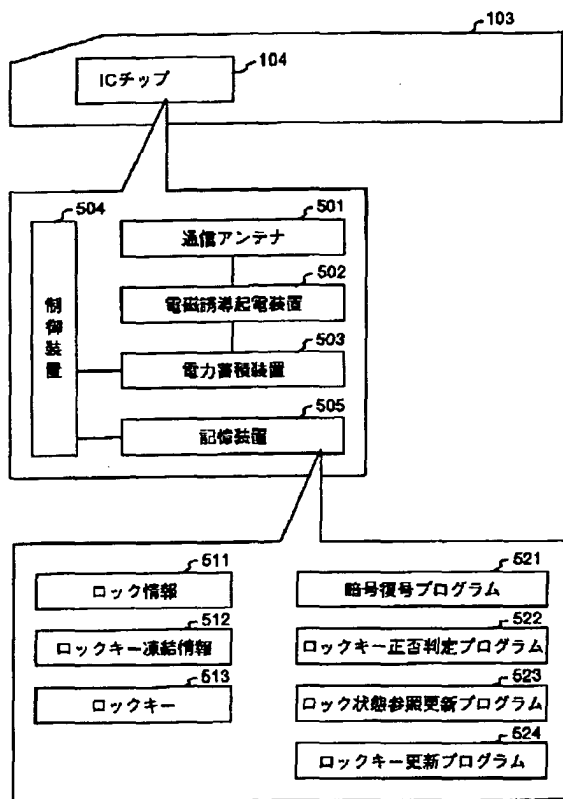 103
ICチップ
104
504
制御装置
501
通信アンテナ
502
電磁誘導起電装置
503
電力蓄積装置
505
記憶装置
511
ロック情報
512
ロックキー凍結情報
513
ロックキー
521
暗号復号プログラム
522
ロックキー正否判定プログラム
523
ロック状態参照更新プログラム
524
ロックキー更新プログラム